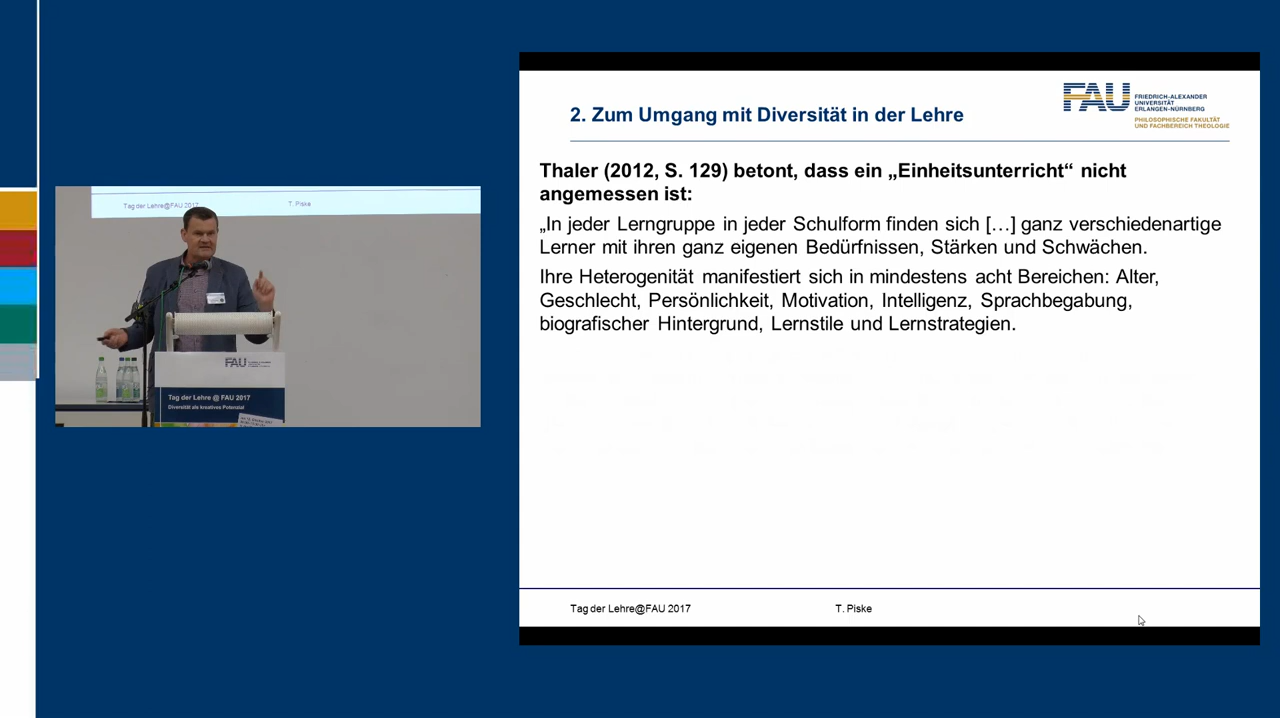 2. Zum Umgang mit Diversität in der Lehre
FAU
FRIEDRICH-ALEXANDER
UNIVERSITÄT
ERLANGEN-NÜRNBERG
PHILOSOPHISCHE FAKULTÄT
UND FACHBEREICH THEOLOGIE
Thaler (2012, S. 129) betont, dass ein „Einheitsunterricht“ nicht
angemessen ist:
„In jeder Lerngruppe in jeder Schulform finden sich […] ganz verschiedenartige
Lerner mit ihren ganz eigenen Bedürfnissen, Stärken und Schwächen.
Ihre Heterogenität manifestiert sich in mindestens acht Bereichen: Alter,
Geschlecht, Persönlichkeit, Motivation, Intelligenz, Sprachbegabung,
biografischer Hintergrund, Lernstile und Lernstrategien.
Tag der Lehre@FAU 2017
T. Piske
Tag der Lehre@FAU 2017
T. Piske
FAU
Tag der Lehre @ FAU 2017
Diversität als kreatives Potenzial